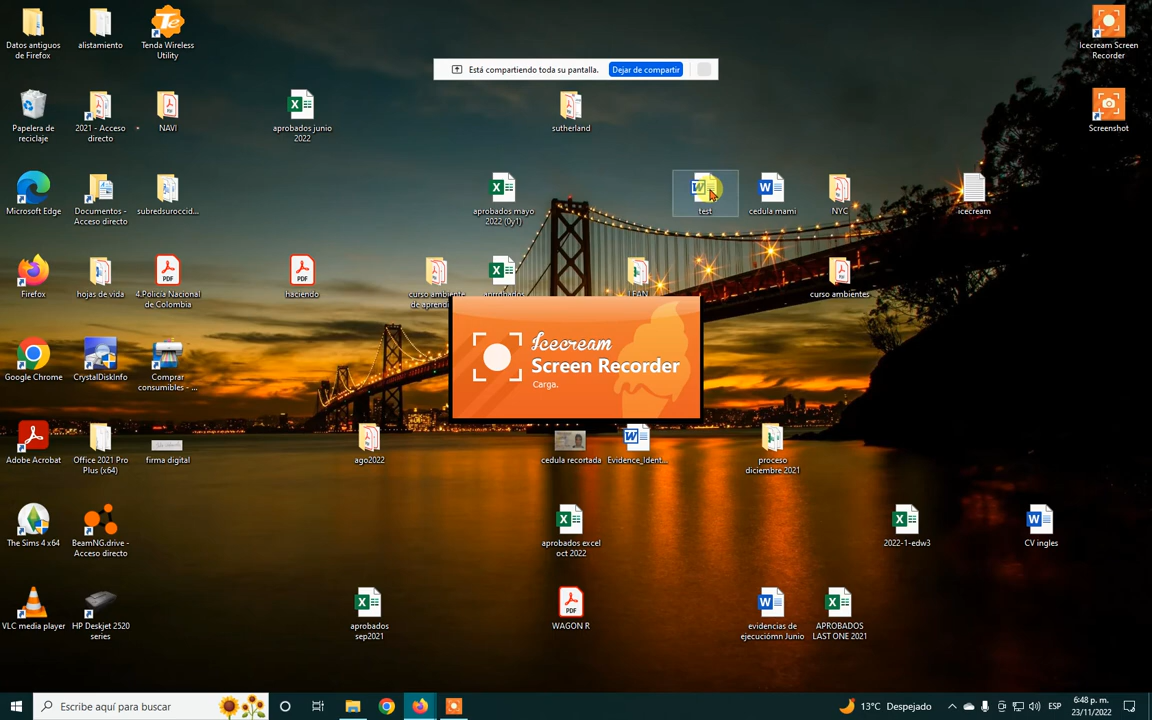 Datos antiguos
de Firefox
alistamiento
Tenda Wireless
Utility
Icecream Screen
Recorder
Está compartiendo toda su pantalla.
Dejar de compartir
Papelera de
reciclaje
2021 - Acceso
directo
NAVI
aprobados junio
2022
sutherland
Screenshot
Microsoft Edge
Documentos -
Acceso directo
subredsuroccid...
aprobados mayo
2022 (0y1)
test
cedula mami
NYC
icecream
Firefox
hojas de vida
4.Policia Nacional
de Colombia
haciendo
curso ambiente
curso ambientes
Icecream
Screen Recorder
Carga.
Google Chrome
CrystalDiskInfo
Comprar
consumibles - ...
Adobe Acrobat
Office 2021 Pro
Plus (x64)
firma digital
ago2022
cedula recortada
Evidence_Ident...
proceso
diciembre 2021
The Sims 4 x64
BeamNG.drive -
Acceso directo
aprobados excel
oct 2022
2022-1-edw3
CV ingles
VLC media player
HP Deskjet 2520
series
aprobados
sep2021
WAGON R
evidencias de
ejecuciómn Junio
APROBADOS
LAST ONE 2021
Escribe aquí para buscar
13°C Despejado
ESP
6:48 p. m.
23/11/2022